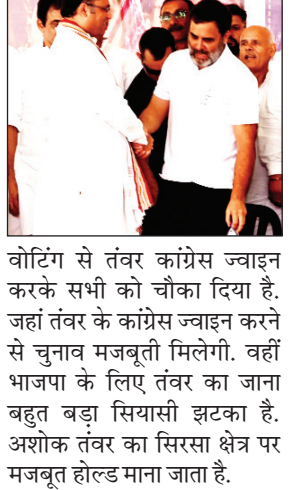 वोटिंग से तंवर कांग्रेस ज्वाइन
करके सभी को चौका दिया है.
जहां तंवर के कांग्रेस ज्वाइन करने
से चुनाव मजबूती मिलेगी. वहीं
भाजपा के लिए तंवर का जाना
बहुत बड़ा सियासी झटका है.
अशोक तंवर का सिरसा क्षेत्र पर
मजबूत होल्ड माना जाता है.